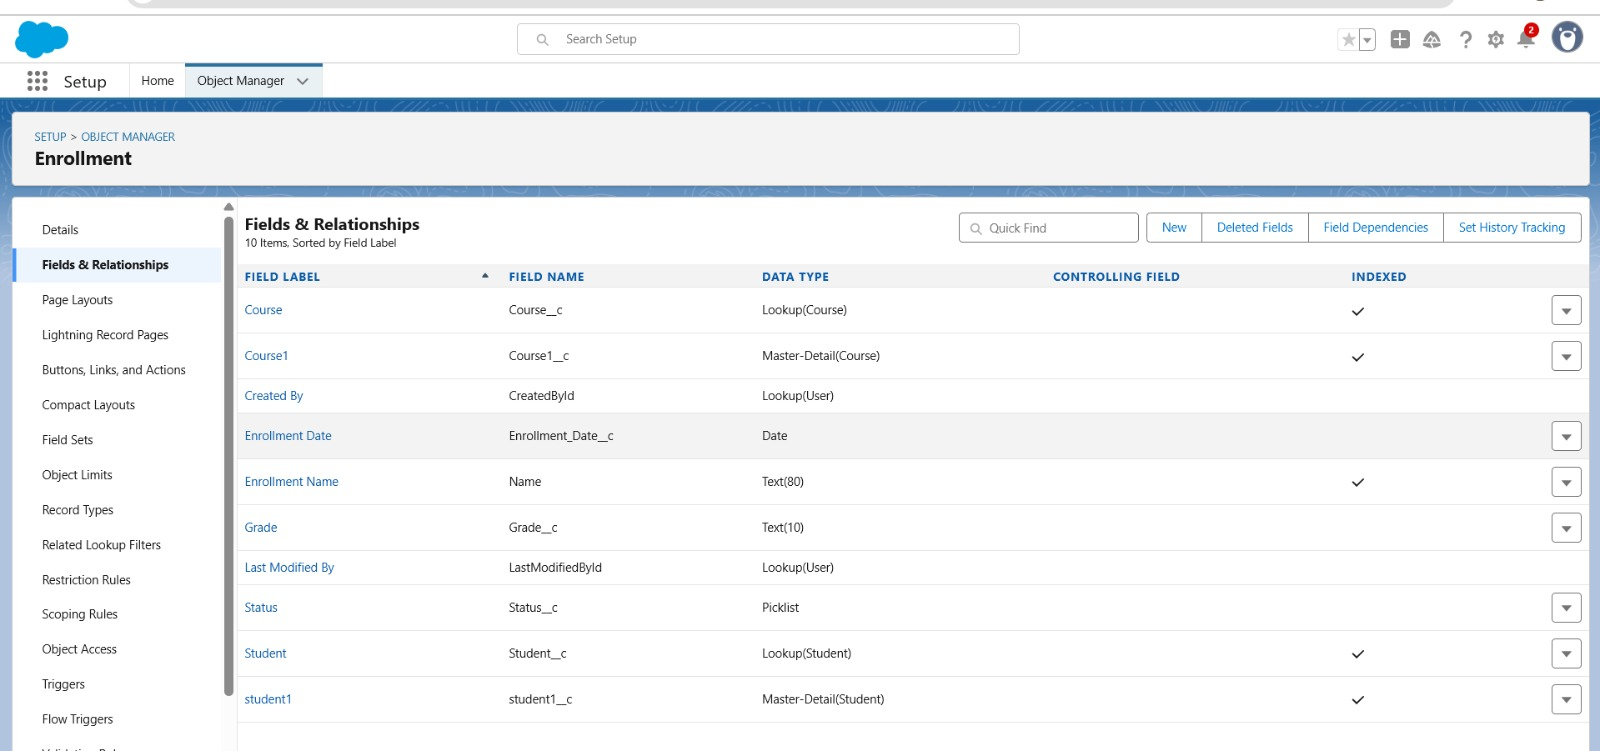 Search Setup
2
Setup
Home
Object Manager
SETUP > OBJECT MANAGER
Enrollment
Details
Fields & Relationships
Page Layouts
Lightning Record Pages
Buttons, Links, and Actions
Compact Layouts
Field Sets
Object Limits
Record Types
Related Lookup Filters
Restriction Rules
Scoping Rules
Object Access
Triggers
Flow Triggers
Fields & Relationships
10 Items, Sorted by Field Label
Quick Find
New
Deleted Fields
Field Dependencies
Set History Tracking
FIELD LABEL FIELD NAME DATA TYPE CONTROLLING FIELD INDEXED
Course Course__c Lookup(Course)
Course1 Course1__c Master-Detail(Course)
Created By CreatedById Lookup(User)
Enrollment Date Enrollment_Date__c Date
Enrollment Name Name Text(80)
Grade Grade__c Text(10)
Last Modified By LastModifiedById Lookup(User)
Status Status__c Picklist
Student Student__c Lookup(Student)
student1 student1__c Master-Detail(Student)